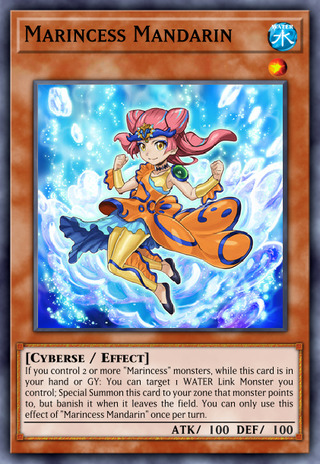 Marincess Mandarin
WATER
水
[Cyberse / Effect]
If you control 2 or more "Marincess" monsters, while this card is in
your hand or GY: You can target 1 WATER Link Monster you
control; Special Summon this card to your zone that monster points
to, but banish it when it leaves the field. You can only use this
effect of "Marincess Mandarin" once per turn.
ATK/ 100 DEF/ 100